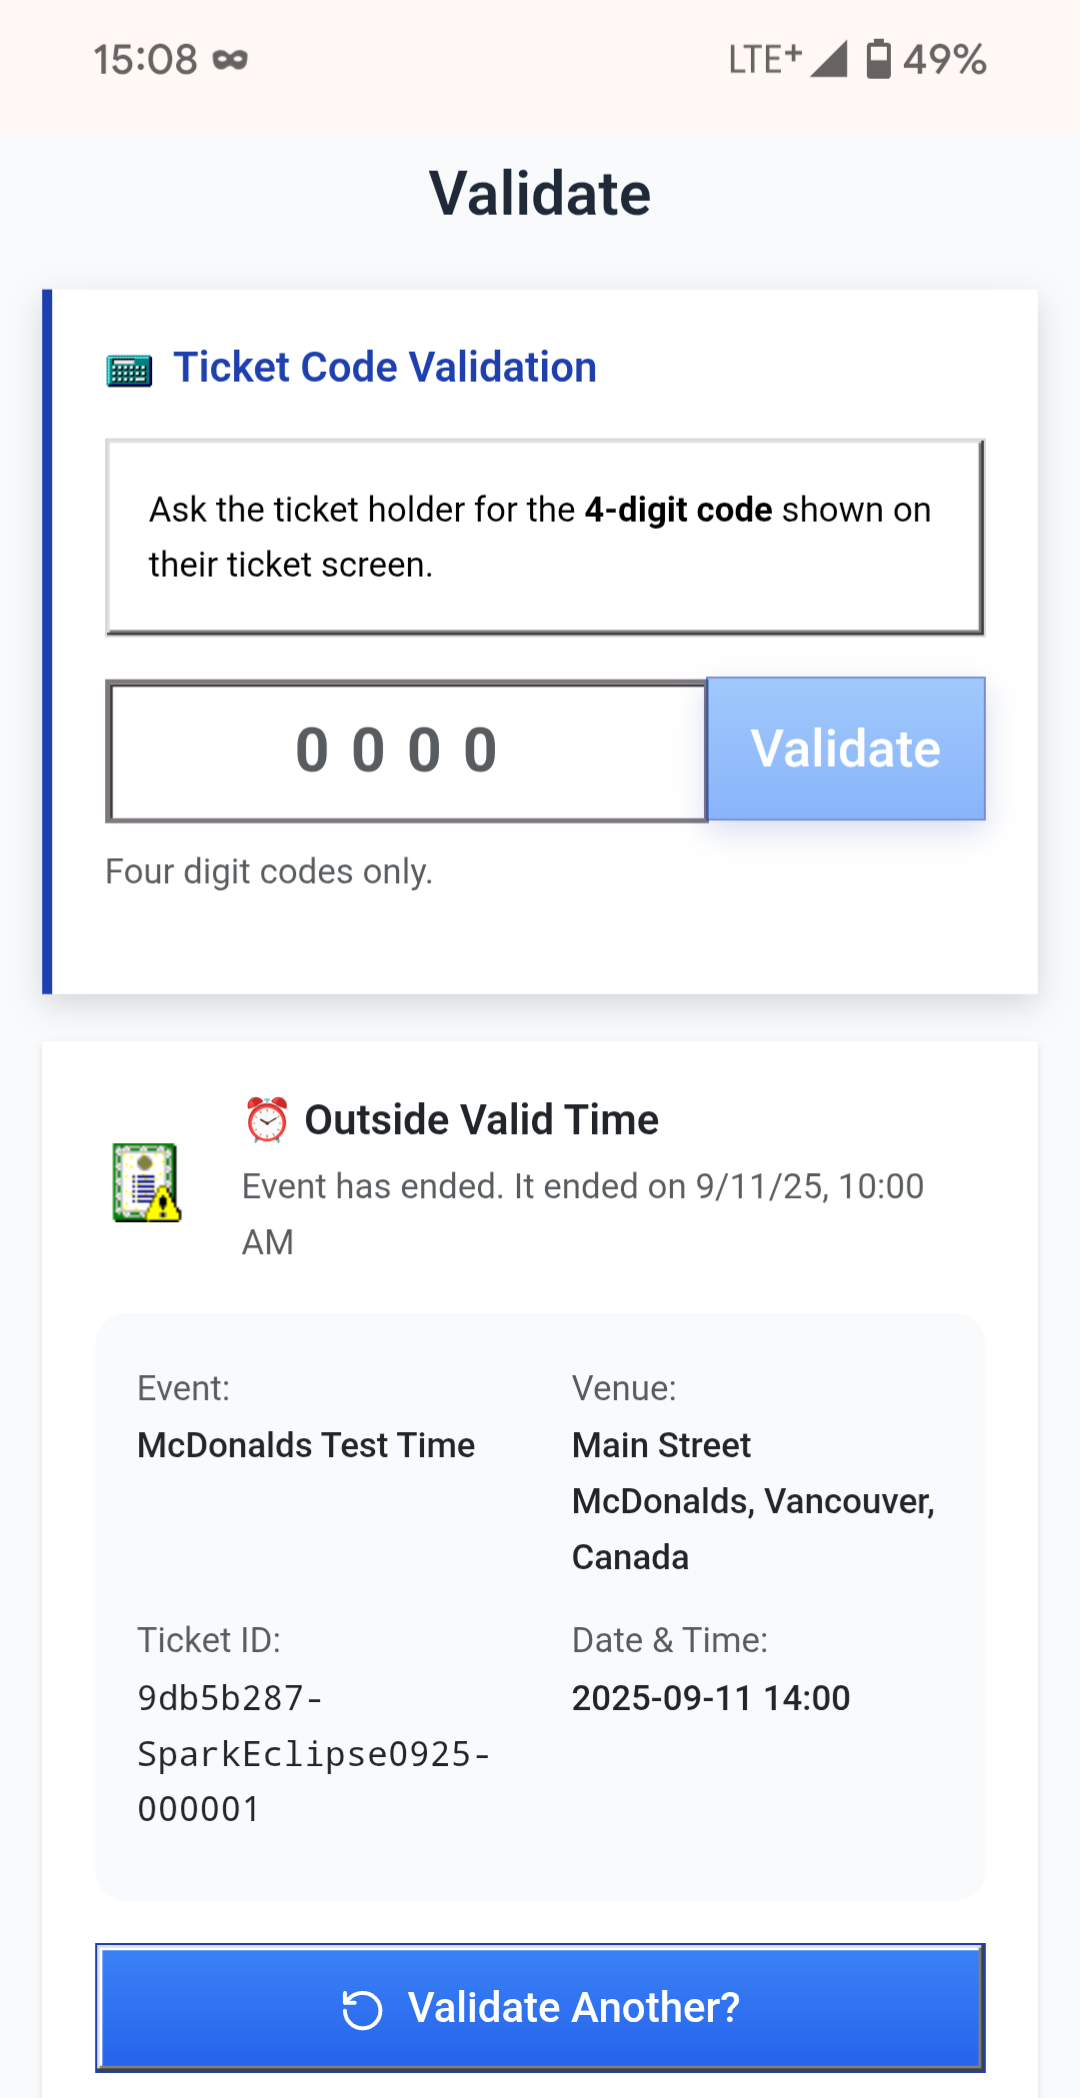 15:08
LTE+ 49%
Validate
Ticket Code Validation
Ask the ticket holder for the 4-digit code shown on
their ticket screen.
0 0 0 0
Validate
Four digit codes only.
Outside Valid Time
Event has ended. It ended on 9/11/25, 10:00
AM
Event:
McDonalds Test Time
Venue:
Main Street
McDonalds, Vancouver,
Canada
Ticket ID:
9db5b287-
SparkEclipse0925-
000001
Date & Time:
2025-09-11 14:00
Validate Another?